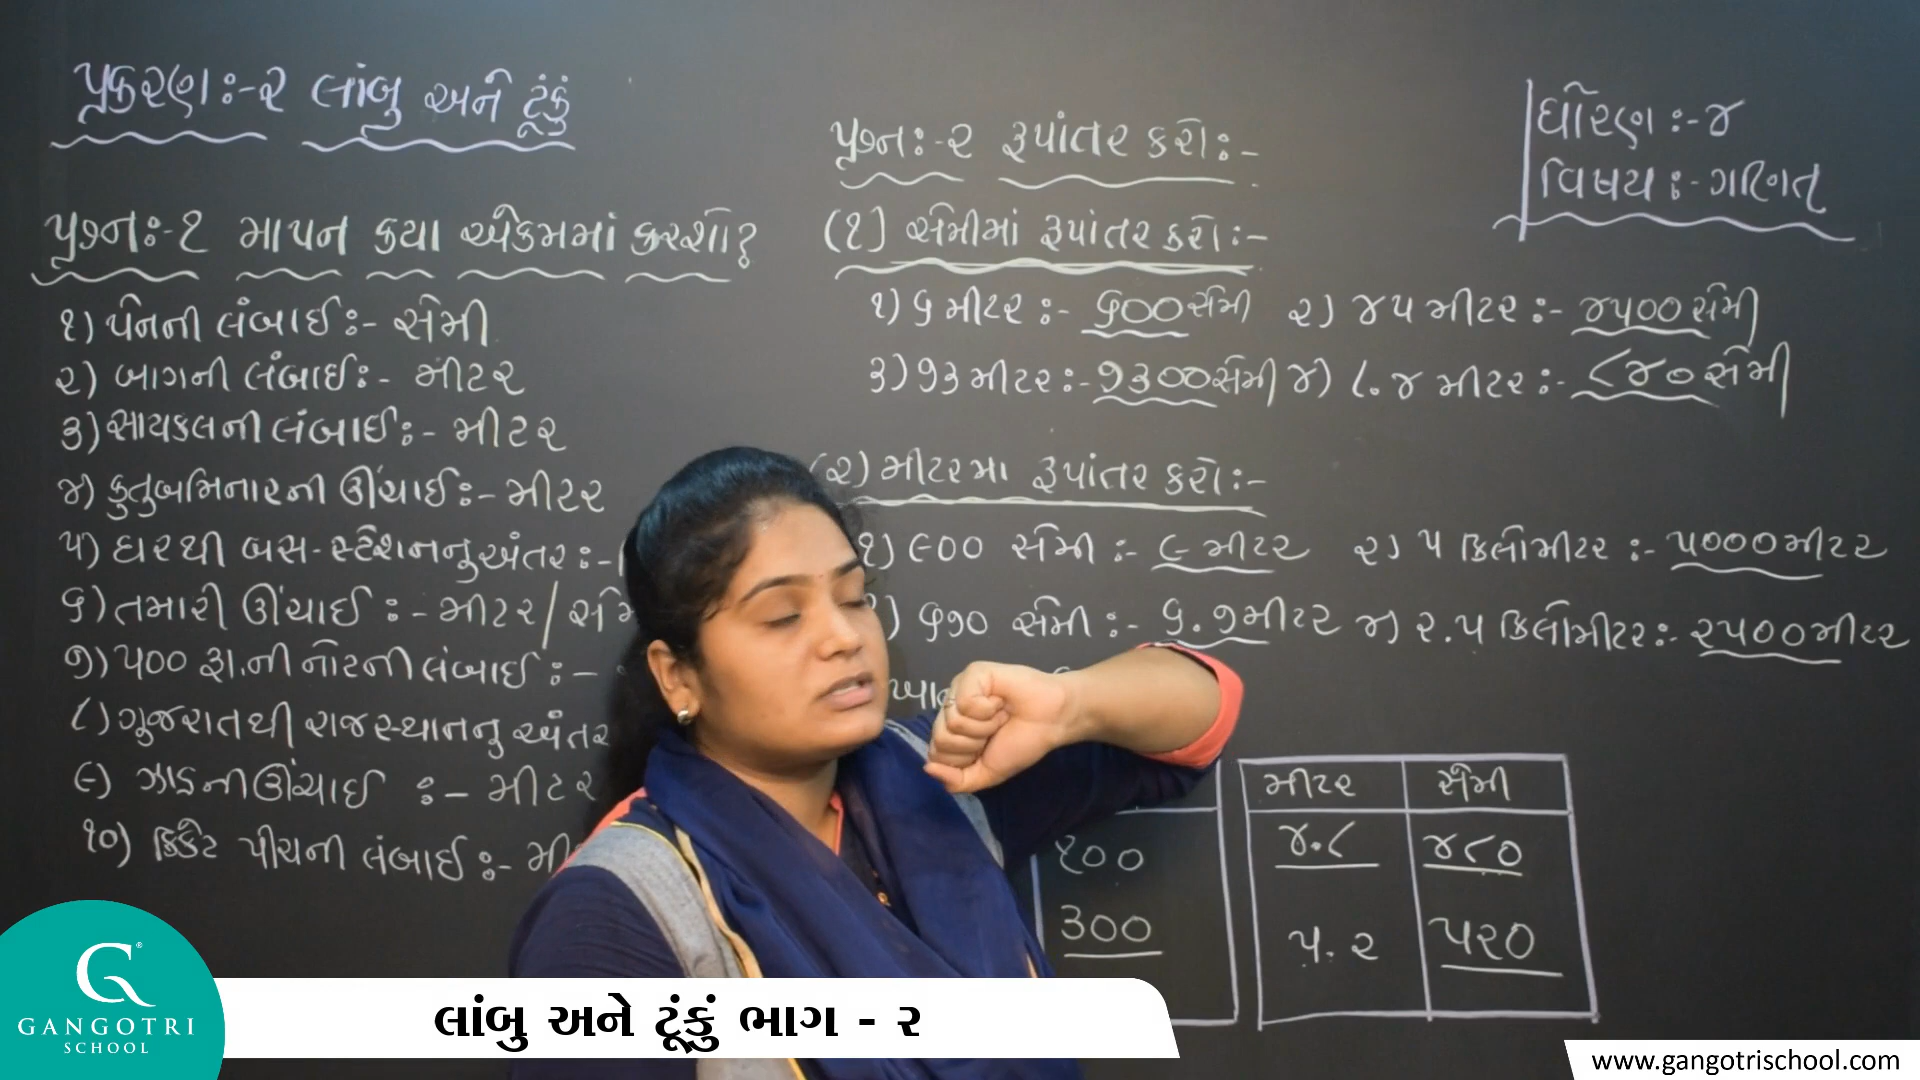 પ્રકરણ:-૨ લાંબુ અને ટૂંકું
ધોરણ:-૪
વિષય:-ગણિત
પ્રશ્ન:-૧ માપન કયા એકમમાં કરશો?
૧) પેનની લંબાઈ:- સેમી
૨) બાગની લંબાઈ:- મીટર
૩) સાયકલની લંબાઈ:- મીટર
૪) કુતુબમિનારની ઊંચાઈ:- મીટર
૫) ઘરથી બસ-સ્ટેશનનુ અંતર:-
૬) તમારી ઊંચાઈ :- મીટર/સેમી
૭) ૫૦૦ રૂા.ની નોટની લંબાઈ :-
૮) ગુજરાતથી રાજસ્થાનનુ અંતર
૯) ઝાડની ઊંચાઈ :- મીટર
૧૦) ક્રિકેટ પીચની લંબાઈ:- મી
પ્રશ્ન:-૨ રૂપાંતર કરો:-
(૧) સેમીમાં રૂપાંતર કરો:-
૧) ૬ મીટર :- ૬૦૦ સેમી ૨) ૪૫ મીટર :- ૪૫૦૦ સેમી
૩) ૭૩ મીટર :- ૭૩૦૦ સેમી ૪) ૮.૪ મીટર :- ૮૪૦ સેમી
(૨) મીટરમા રૂપાંતર કરો:-
૧) ૯૦૦ સેમી :- ૯ મીટર ૨) ૫ કિલોમીટર :- ૫૦૦૦ મીટર
) ૬૭૦ સેમી :- ૬.૭ મીટર ૪) ૨.૫ કિલોમીટર:- ૨૫૦૦ મીટર
મીટર સેમી
૧૦૦ ૪.૮ ૪૮૦
૩૦૦ ૫.૨ ૫૨૦
G®
GANGOTRI
SCHOOL
લાંબુ અને ટૂંકું ભાગ - ૨
www.gangotrischool.com